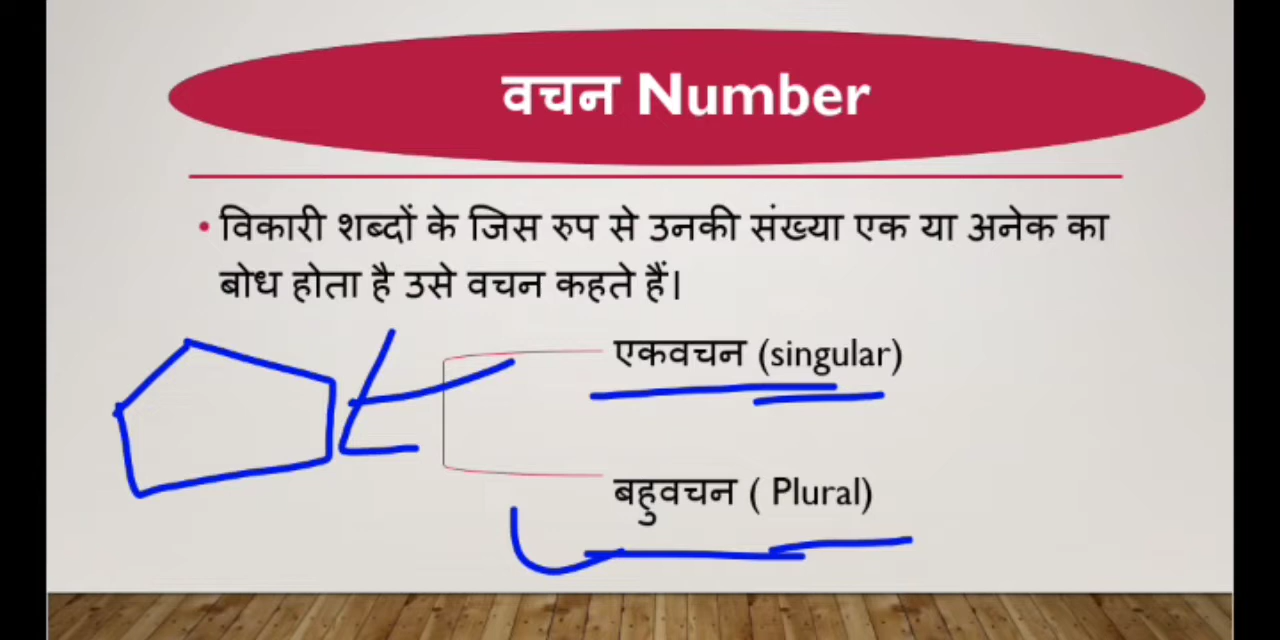 वचन Number
• विकारी शब्दों के जिस रुप से उनकी संख्या एक या अनेक का
बोध होता है उसे वचन कहते हैं।
एकवचन (singular)
बहुवचन ( Plural)